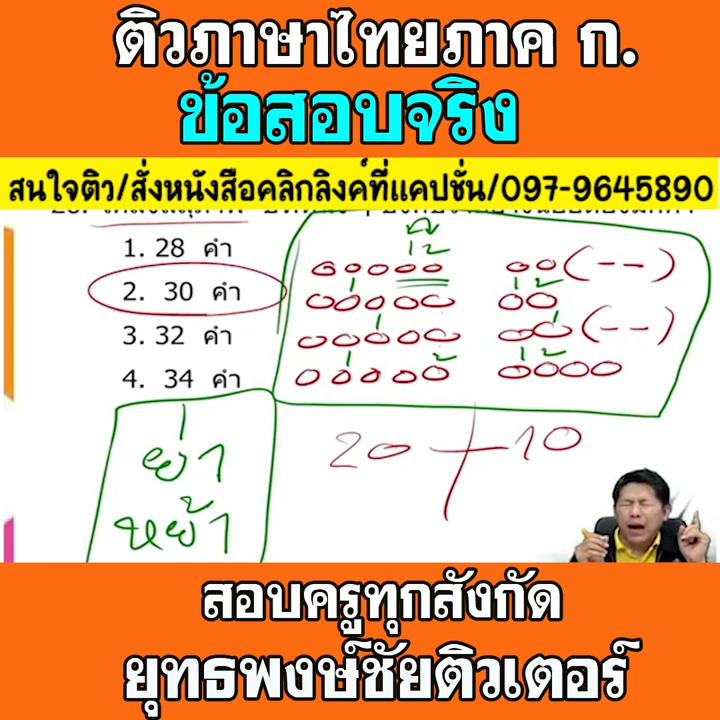 ติวภาษาไทยภาค ก.
ข้อสอบจริง
สนใจติว/สั่งหนังสือคลิกลิงค์ที่แคปชั่น/097-9645890
1. 28 คำ
2. 30 คำ
3. 32 คำ
4. 34 คำ
20 + 10
ย่า
หย้า
สอบครูทุกสังกัด
ยุทธพงษ์ชัยติวเตอร์